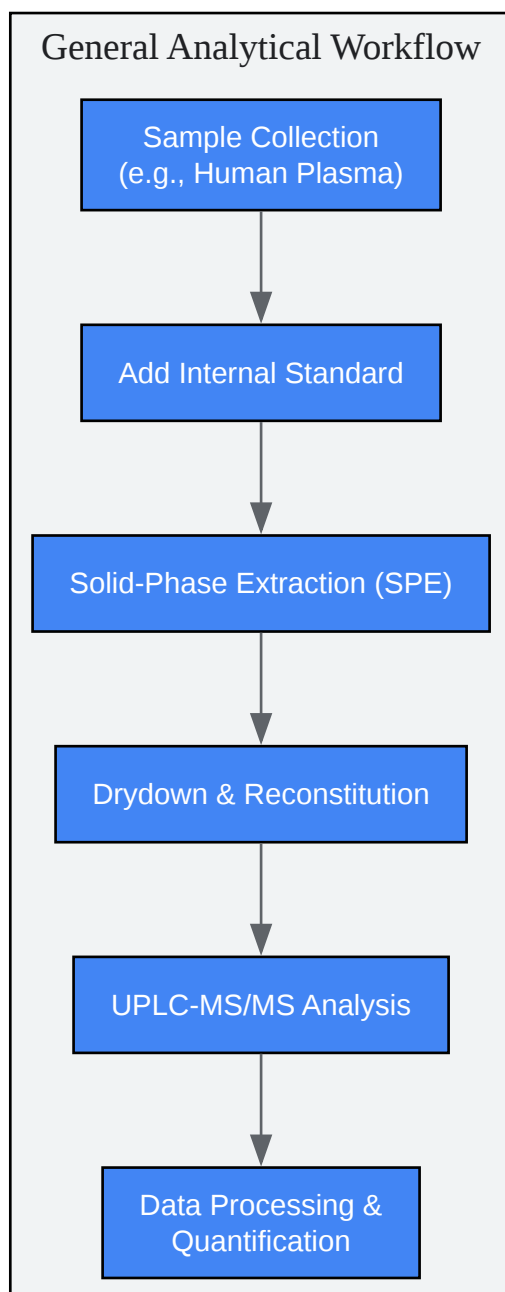 General Analytical Workflow
Sample Collection
(e.g., Human Plasma)
Add Internal Standard
Solid-Phase Extraction (SPE)
Drydown & Reconstitution
UPLC-MS/MS Analysis
Data Processing &
Quantification